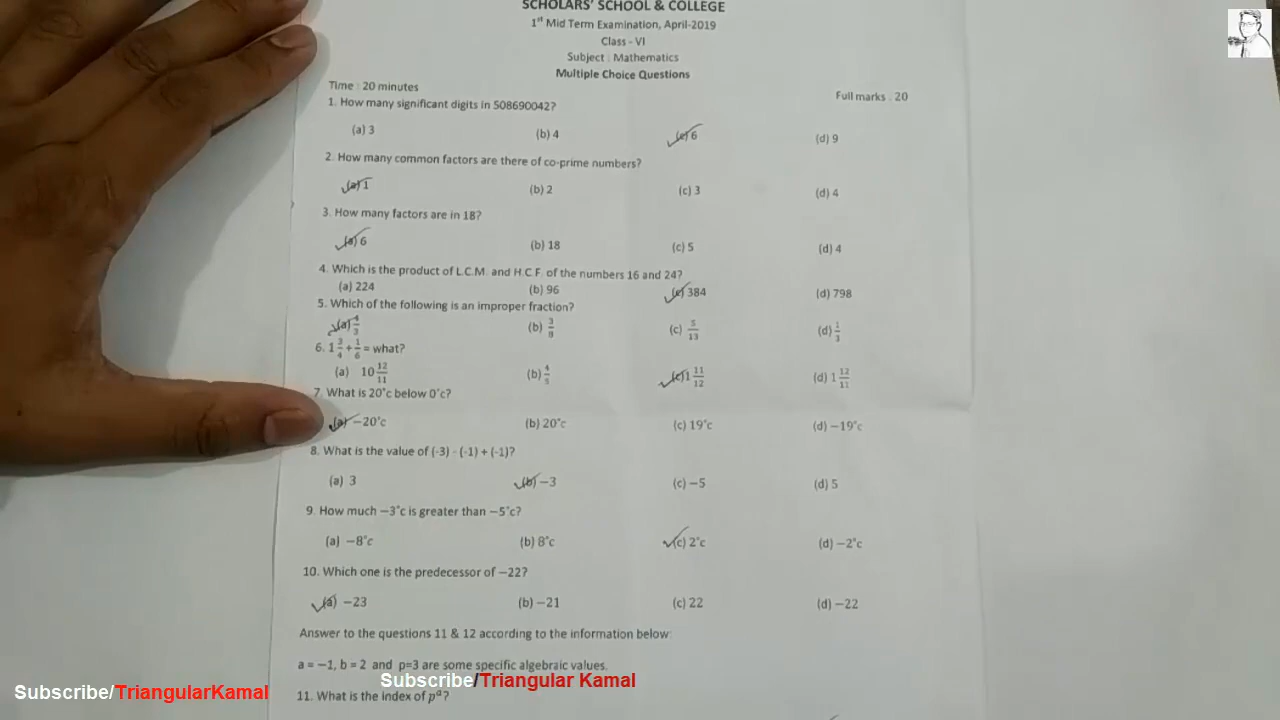 SCHOLARS' SCHOOL & COLLEGE
1st Mid Term Examination, April-2019
Class - VI
Subject : Mathematics
Multiple Choice Questions
Time : 20 minutes
Full marks : 20
1. How many significant digits in 508690042?
(a) 3 (b) 4 (c) 6 (d) 9
2. How many common factors are there of co-prime numbers?
(a) 1 (b) 2 (c) 3 (d) 4
3. How many factors are in 18?
(a) 6 (b) 18 (c) 5 (d) 4
4. Which is the product of L.C.M. and H.C.F. of the numbers 16 and 24?
(a) 224 (b) 96 (c) 384 (d) 798
5. Which of the following is an improper fraction?
(a) 4/3 (b) 3/8 (c) 5/13 (d) 1/3
6. 1 3/4 + 1/6 = what?
(a) 10 12/11 (b) 4/5 (c) 1 11/12 (d) 1 12/11
7. What is 20°c below 0°c?
(a) −20°c (b) 20°c (c) 19°c (d) −19°c
8. What is the value of (-3) - (-1) + (-1)?
(a) 3 (b) −3 (c) −5 (d) 5
9. How much −3°c is greater than −5°c?
(a) −8°c (b) 8°c (c) 2°c (d) −2°c
10. Which one is the predecessor of −22?
(a) −23 (b) −21 (c) 22 (d) −22
Answer to the questions 11 & 12 according to the information below:
a = −1, b = 2 and p=3 are some specific algebraic values.
Subscribe/TriangularKamal
Subscribe/Triangular Kamal
11. What is the index of pᵃ?